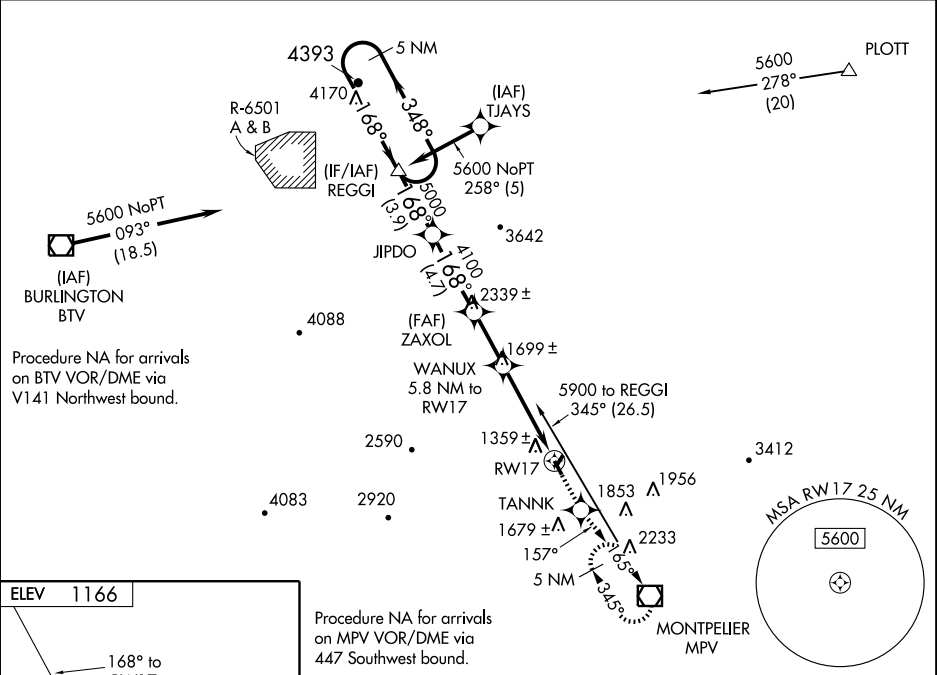 4393
5 NM
PLOTT
5600
278°
(20)
4170
168°
348°
(IAF)
TJAYS
R-6501
A & B
(IF/IAF)
REGGI
5600 NoPT
258° (5)
5600 NoPT
093°
(18.5)
5000
168°
(3.9)
JIPDO
3642
(IAF)
BURLINGTON
BTV
4100
168°
(4.7)
2339 ±
(FAF)
ZAXOL
4088
Procedure NA for arrivals
on BTV VOR/DME via
V141 Northwest bound.
1699 ±
WANUX
5.8 NM to
RW17
5900 to REGGI
345° (26.5)
2590
1359 ±
RW17
3412
4083
2920
TANNK
1853
1956
1679 ±
157°
2233
165°
5 NM
345°
MONTPELIER
MPV
MSA RW17 25 NM
5600
ELEV 1166
168° to
Procedure NA for arrivals
on MPV VOR/DME via
447 Southwest bound.